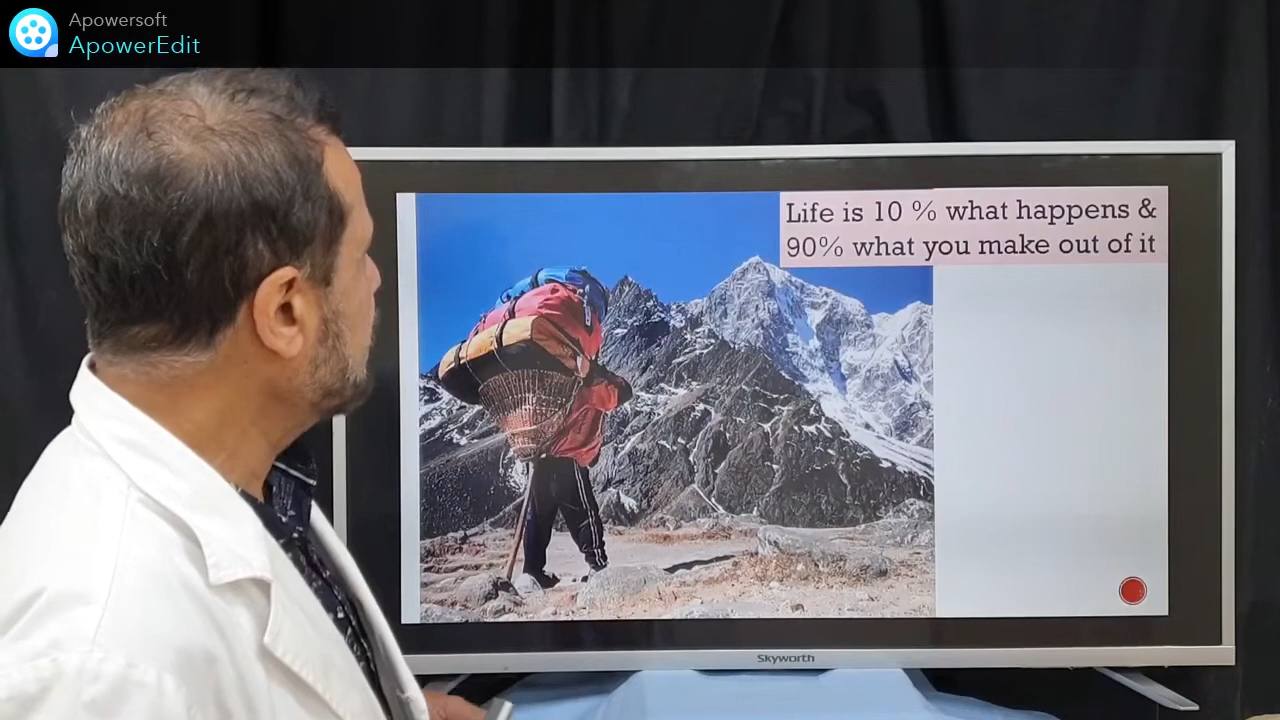 Apowersoft
ApowerEdit
Life is 10 % what happens &
90% what you make out of it
Skyworth